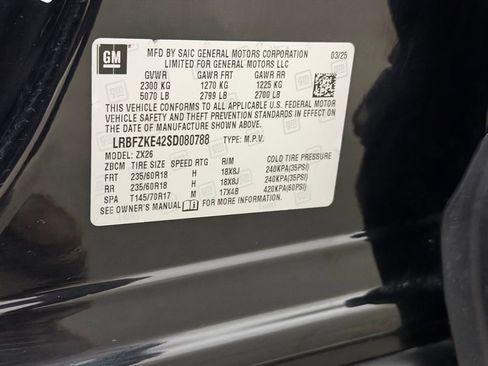 GM
MFD BY SAIC GENERAL MOTORS CORPORATION 03/25
LIMITED FOR GENERAL MOTORS LLC
GVWR GAWR FRT GAWR RR
2300 KG 1270 KG 1225 KG
5070 LB 2799 LB 2700 LB
THIS VEHICLE CONFORMS TO ALL APPLICABLE U.S. FEDERAL MOTOR
VEHICLE SAFETY AND THEFT PREVENTION STANDARDS IN EFFECT ON THE
DATE OF MANUFACTURE SHOWN ABOVE.
LRBFZKE42SD080788 TYPE: M.P.V.
MODEL: ZX26
ZBCM TIRE SIZE SPEED RTG RIM COLD TIRE PRESSURE
FRT 235/60R18 H 18X8J 240KPA(35PSI)
RR 235/60R18 H 18X8J 240KPA(35PSI)
SPA T145/70R17 M 17X4B 420KPA(60PSI)
SEE OWNER'S MANUAL FOR MORE INFORMATION.